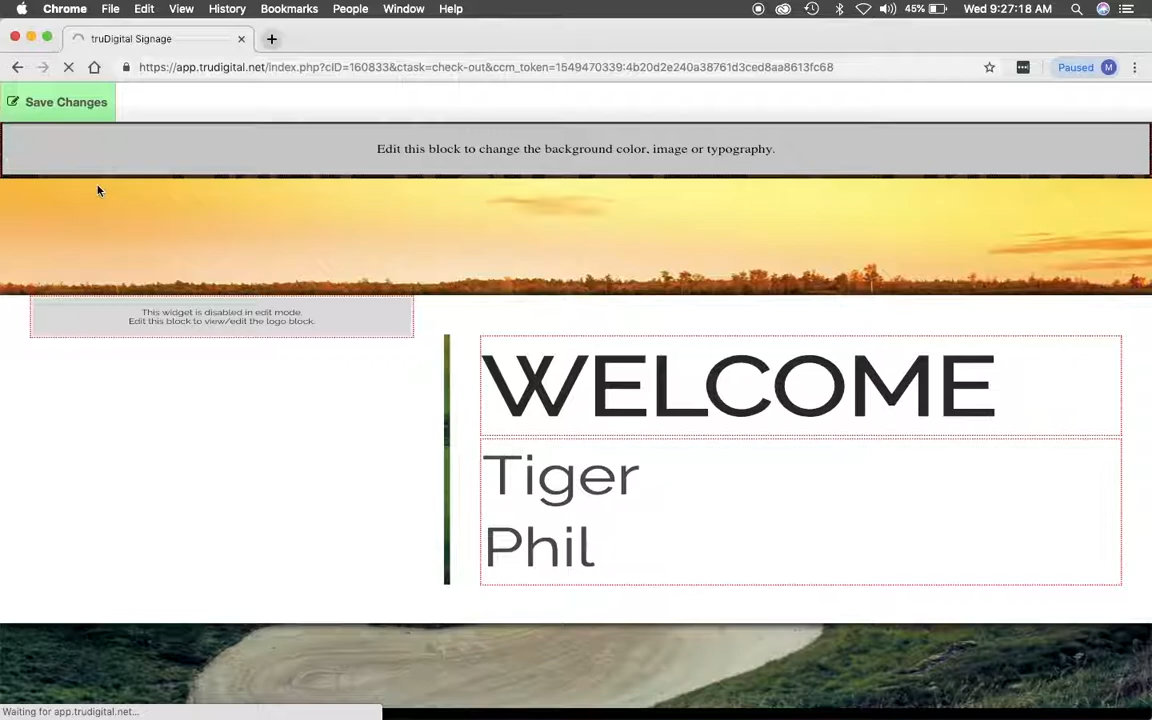 Chrome File Edit View History Bookmarks People Window Help 45% Wed 9:27:18 AM
truDigital Signage
https://app.trudigital.net/index.php?cID=160833&ctask=check-out&ccm_token=1549470339:4b20d2e240a38761d3ced8aa8613fc68 Paused M
Save Changes
Edit this block to change the background color, image or typography.
This widget is disabled in edit mode.
Edit this block to view/edit the logo block.
WELCOME
Tiger
Phil
Waiting for app.trudigital.net...